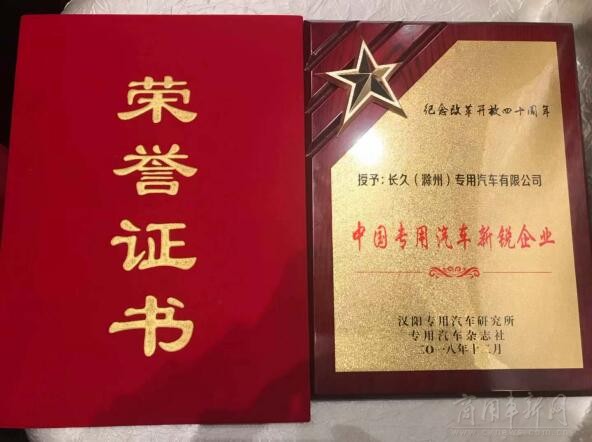 荣誉证书
纪念改革开放四十周年
授予：长久（滁州）专用汽车有限公司
中国专用汽车新锐企业
汉阳专用汽车研究所
专用汽车杂志社
二〇一八年十二月
商用车新网